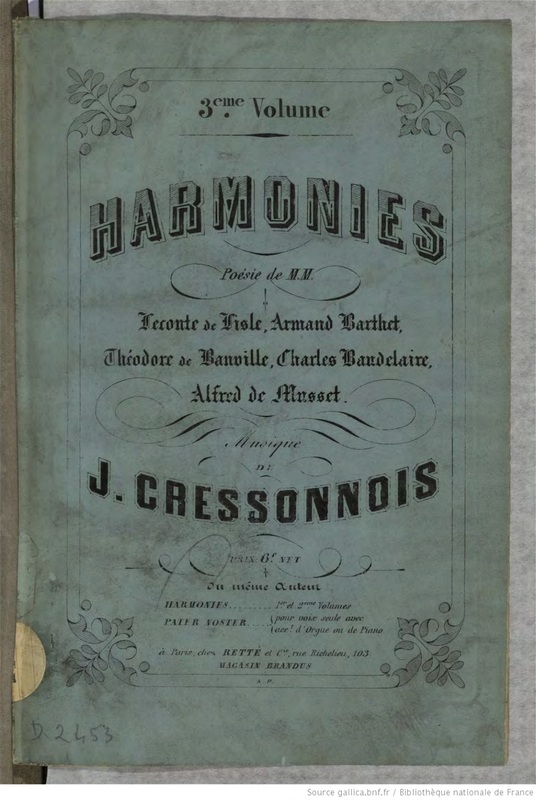 3eme. Volume
HARMONIES
Poésie de M.M.
Leconte de Lisle, Armand Barthet,
Théodore de Banville, Charles Baudelaire,
Alfred de Musset.
Musique
DE
J. CRESSONNOIS
PRIX: 6f. NET
Du même Auteur
HARMONIES......... 1er et 2eme Volumes
PATER NOSTER.... pour voix seule avec
acct. d'Orgue ou de Piano
à Paris, chez RETTÉ et Cie, rue Richelieu, 103
MAGASIN BRANDUS
D. 2453
Source gallica.bnf.fr / Bibliothèque nationale de France